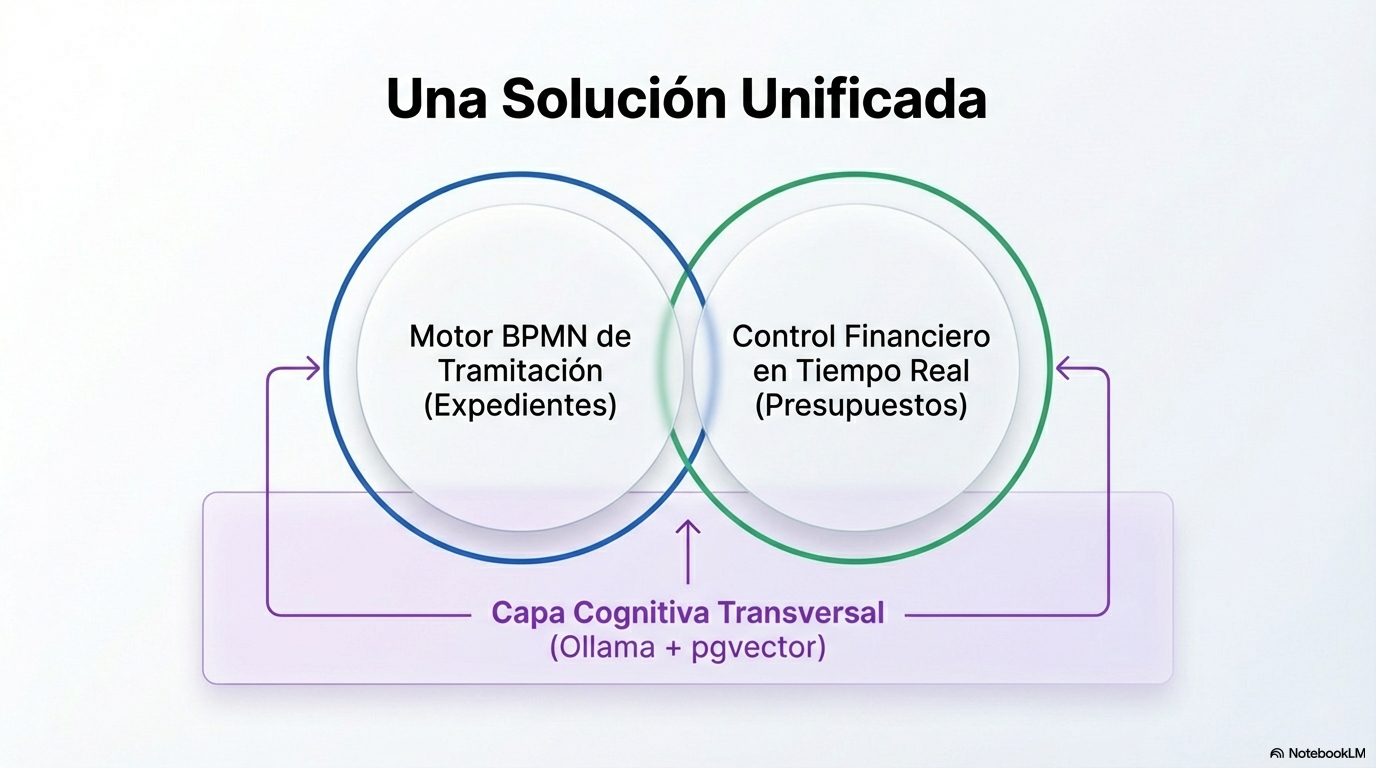 Una Solución Unificada
Motor BPMN de
Tramitación
(Expedientes)
Control Financiero
en Tiempo Real
(Presupuestos)
Capa Cognitiva Transversal
(Ollama + pgvector)
NotebookLM